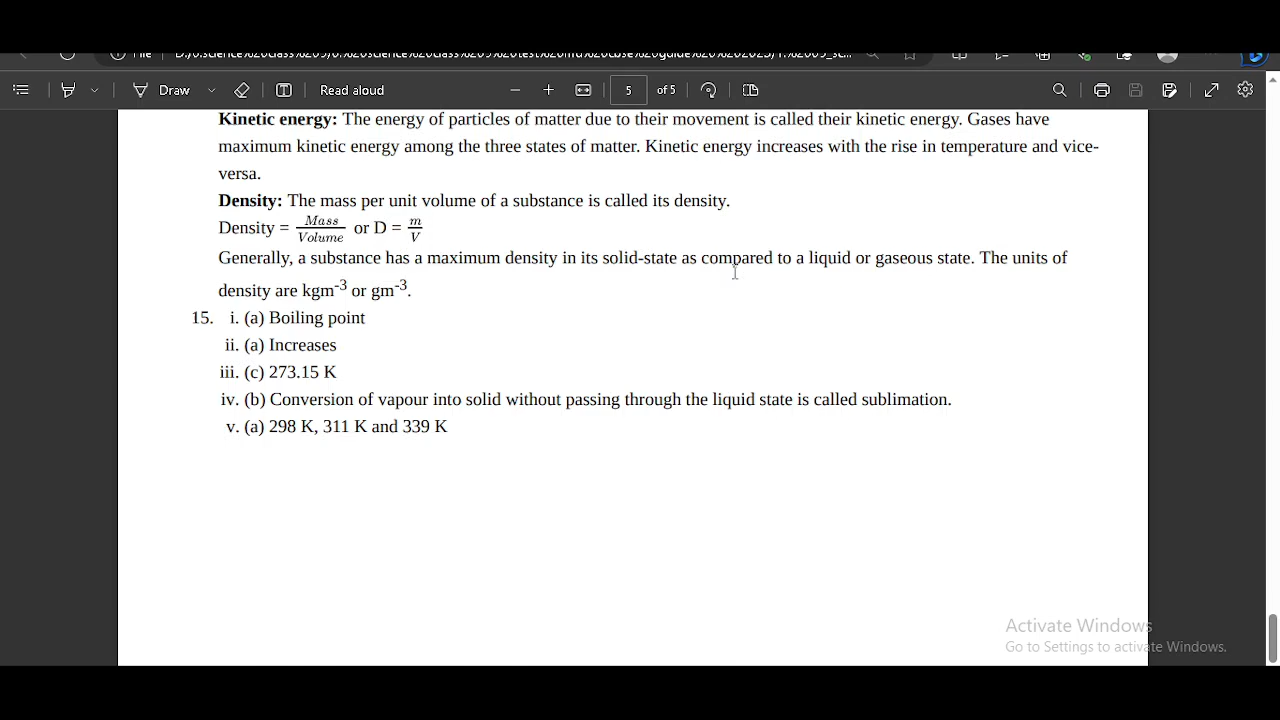 Draw
Read aloud
5
of 5
Kinetic energy: The energy of particles of matter due to their movement is called their kinetic energy. Gases have
maximum kinetic energy among the three states of matter. Kinetic energy increases with the rise in temperature and vice-
versa.
Density: The mass per unit volume of a substance is called its density.
Density = Mass/Volume or D = m/V
Generally, a substance has a maximum density in its solid-state as compared to a liquid or gaseous state. The units of
density are kgm-3 or gm-3.
15. i. (a) Boiling point
ii. (a) Increases
iii. (c) 273.15 K
iv. (b) Conversion of vapour into solid without passing through the liquid state is called sublimation.
v. (a) 298 K, 311 K and 339 K
Activate Windows
Go to Settings to activate Windows.